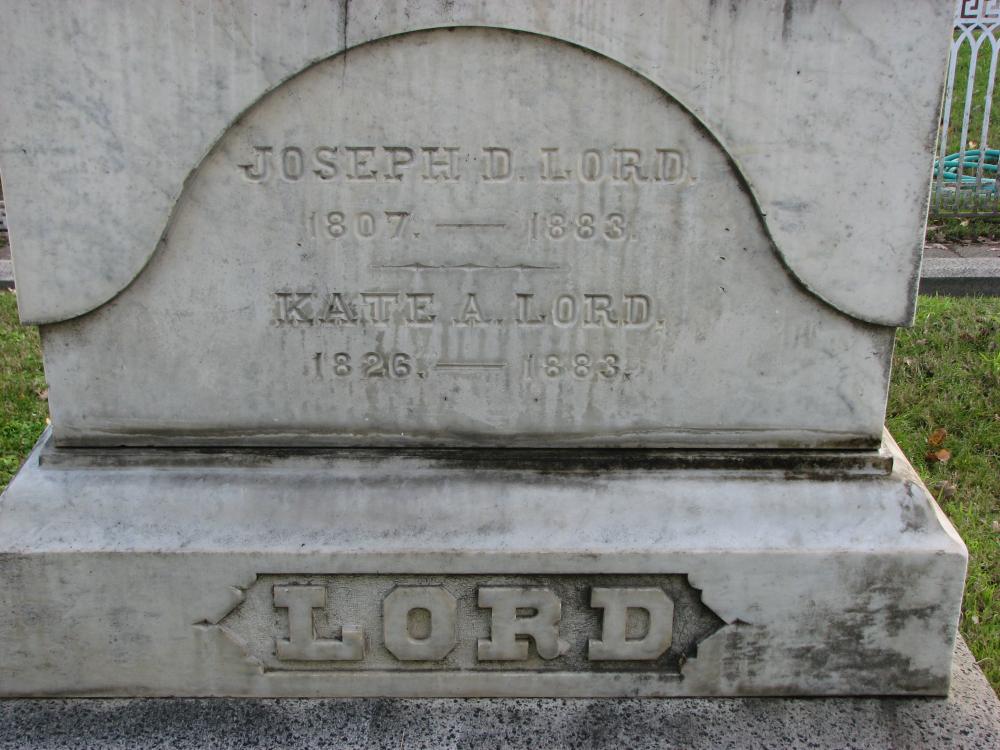 JOSEPH D. LORD.
1807. — 1883.
KATE A. LORD.
1826. — 1883.
LORD